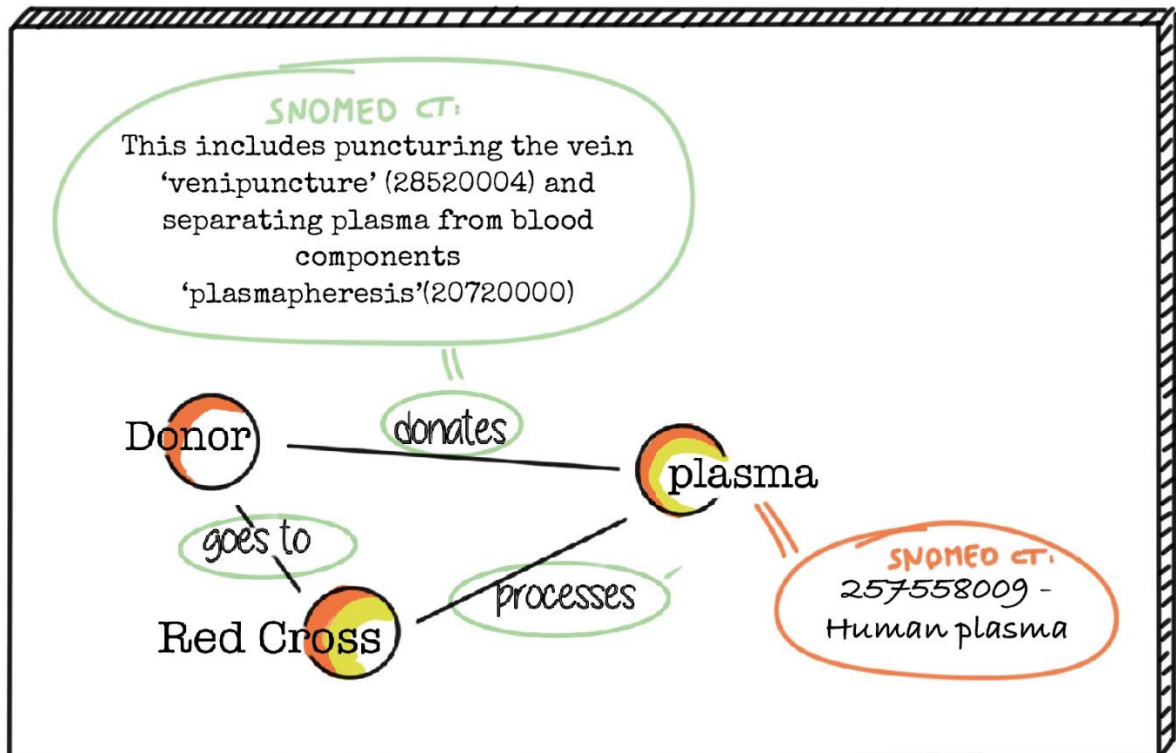 SNOMED CT:
This includes puncturing the vein
‘venipuncture’ (28520004) and
separating plasma from blood
components
‘plasmapheresis’(20720000)
donates
Donor
plasma
goes to
processes
Red Cross
SNOMED CT:
257558009 -
Human plasma